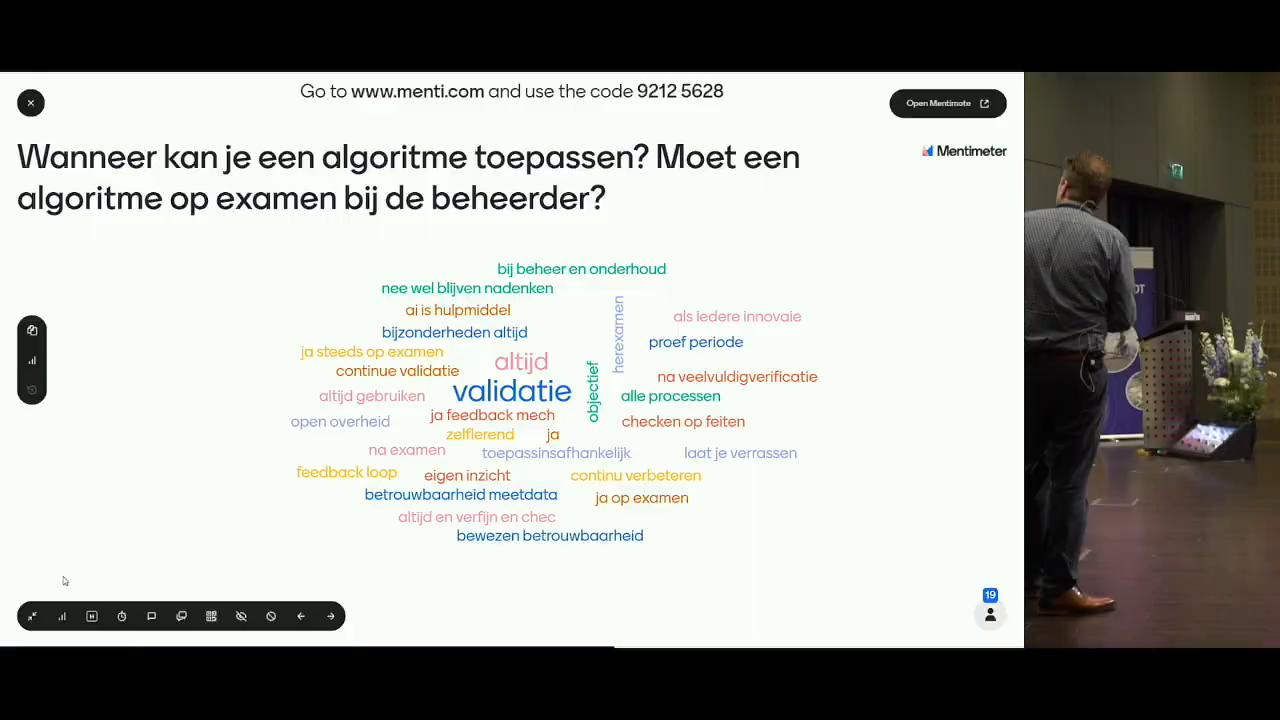 Go to www.menti.com and use the code 9212 5628
Open Mentimote
Mentimeter
Wanneer kan je een algoritme toepassen? Moet een
algoritme op examen bij de beheerder?
bij beheer en onderhoud
nee wel blijven nadenken
ai is hulpmiddel
herexamen
als iedere innovaie
bijzonderheden altijd
proef periode
ja steeds op examen
altijd
continue validatie
na veelvuldigverificatie
validatie
objectief
altijd gebruiken
alle processen
ja feedback mech
open overheid
checken op feiten
zelflerend
ja
na examen
toepassinsafhankelijk
laat je verrassen
feedback loop
eigen inzicht
continu verbeteren
betrouwbaarheid meetdata
ja op examen
altijd en verfijn en chec
bewezen betrouwbaarheid
19